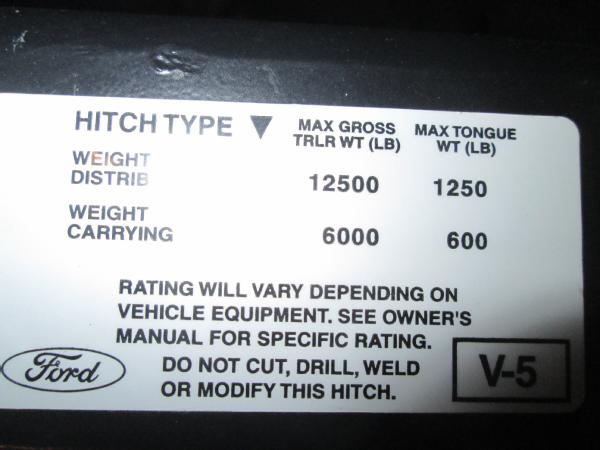 HITCH TYPE ▼ MAX GROSS TRLR WT (LB) MAX TONGUE WT (LB)
WEIGHT
DISTRIB 12500 1250
WEIGHT
CARRYING 6000 600
RATING WILL VARY DEPENDING ON
VEHICLE EQUIPMENT. SEE OWNER'S
MANUAL FOR SPECIFIC RATING.
Ford
DO NOT CUT, DRILL, WELD
OR MODIFY THIS HITCH.
V-5